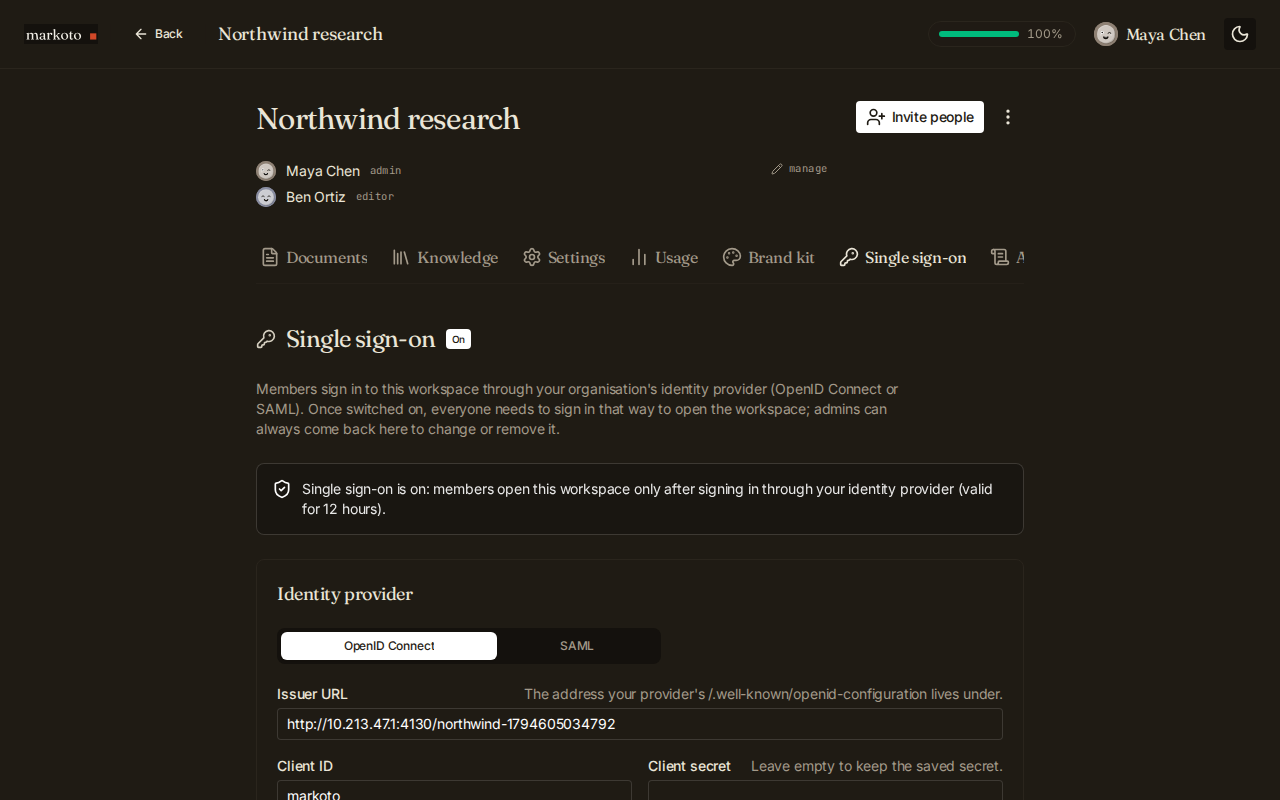 markoto
Back
Northwind research
100%
Maya Chen
Northwind research
Invite people
Maya Chen admin
manage
Ben Ortiz editor
Documents
Knowledge
Settings
Usage
Brand kit
Single sign-on
Single sign-on On
Members sign in to this workspace through your organisation's identity provider (OpenID Connect or
SAML). Once switched on, everyone needs to sign in that way to open the workspace; admins can
always come back here to change or remove it.
Single sign-on is on: members open this workspace only after signing in through your identity provider (valid
for 12 hours).
Identity provider
OpenID Connect
SAML
Issuer URL
The address your provider's /.well-known/openid-configuration lives under.
http://10.213.47.1:4130/northwind-1794605034792
Client ID
Client secret
Leave empty to keep the saved secret.
markoto